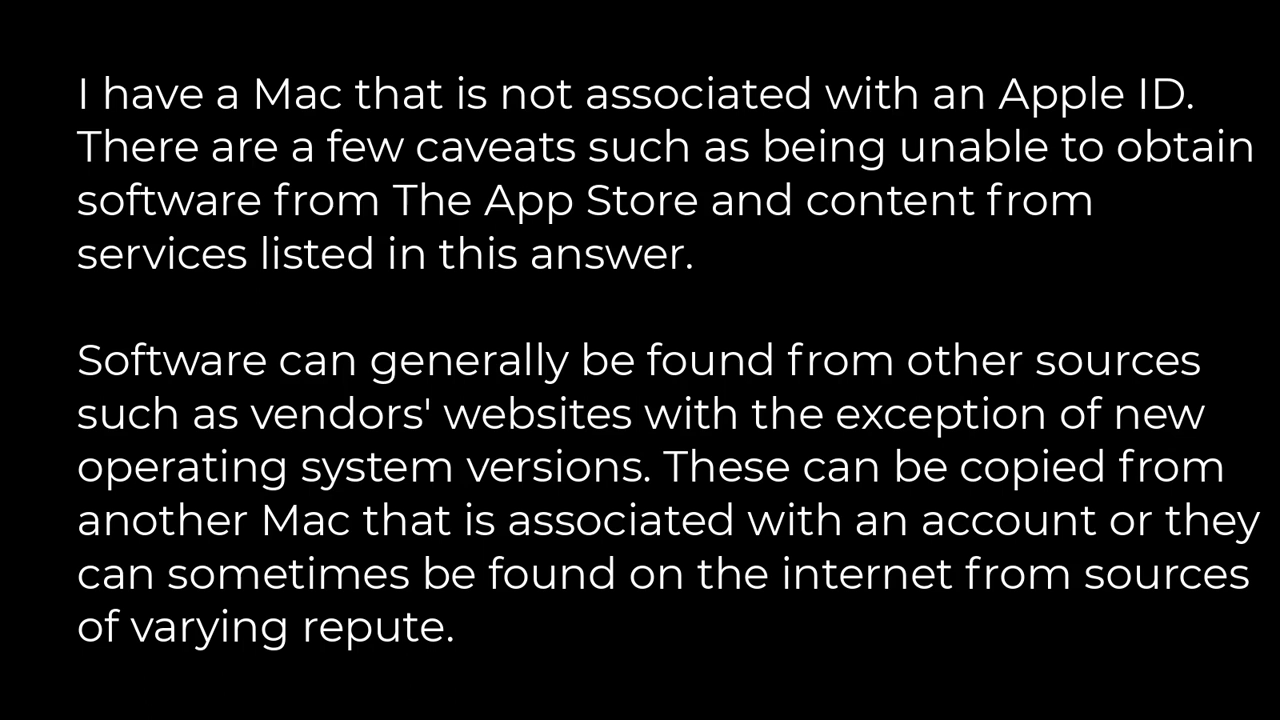 I have a Mac that is not associated with an Apple ID.
There are a few caveats such as being unable to obtain
software from The App Store and content from
services listed in this answer.
Software can generally be found from other sources
such as vendors' websites with the exception of new
operating system versions. These can be copied from
another Mac that is associated with an account or they
can sometimes be found on the internet from sources
of varying repute.